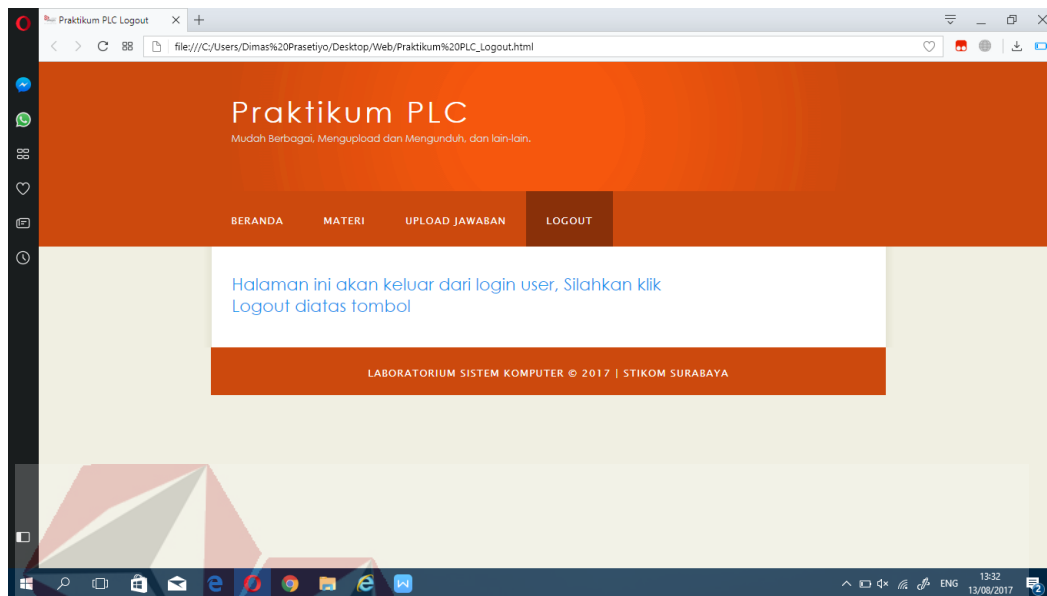 Praktikum PLC Logout
file:///C:/Users/Dimas%20Prasetiyo/Desktop/Web/Praktikum%20PLC_Logout.html
Praktikum PLC
Mudah Berbagai, Mengupload dan Mengunduh, dan lain-lain.
BERANDA MATERI UPLOAD JAWABAN LOGOUT
Halaman ini akan keluar dari login user, Silahkan klik
Logout diatas tombol
LABORATORIUM SISTEM KOMPUTER © 2017 | STIKOM SURABAYA
ENG
13:32
13/08/2017
2